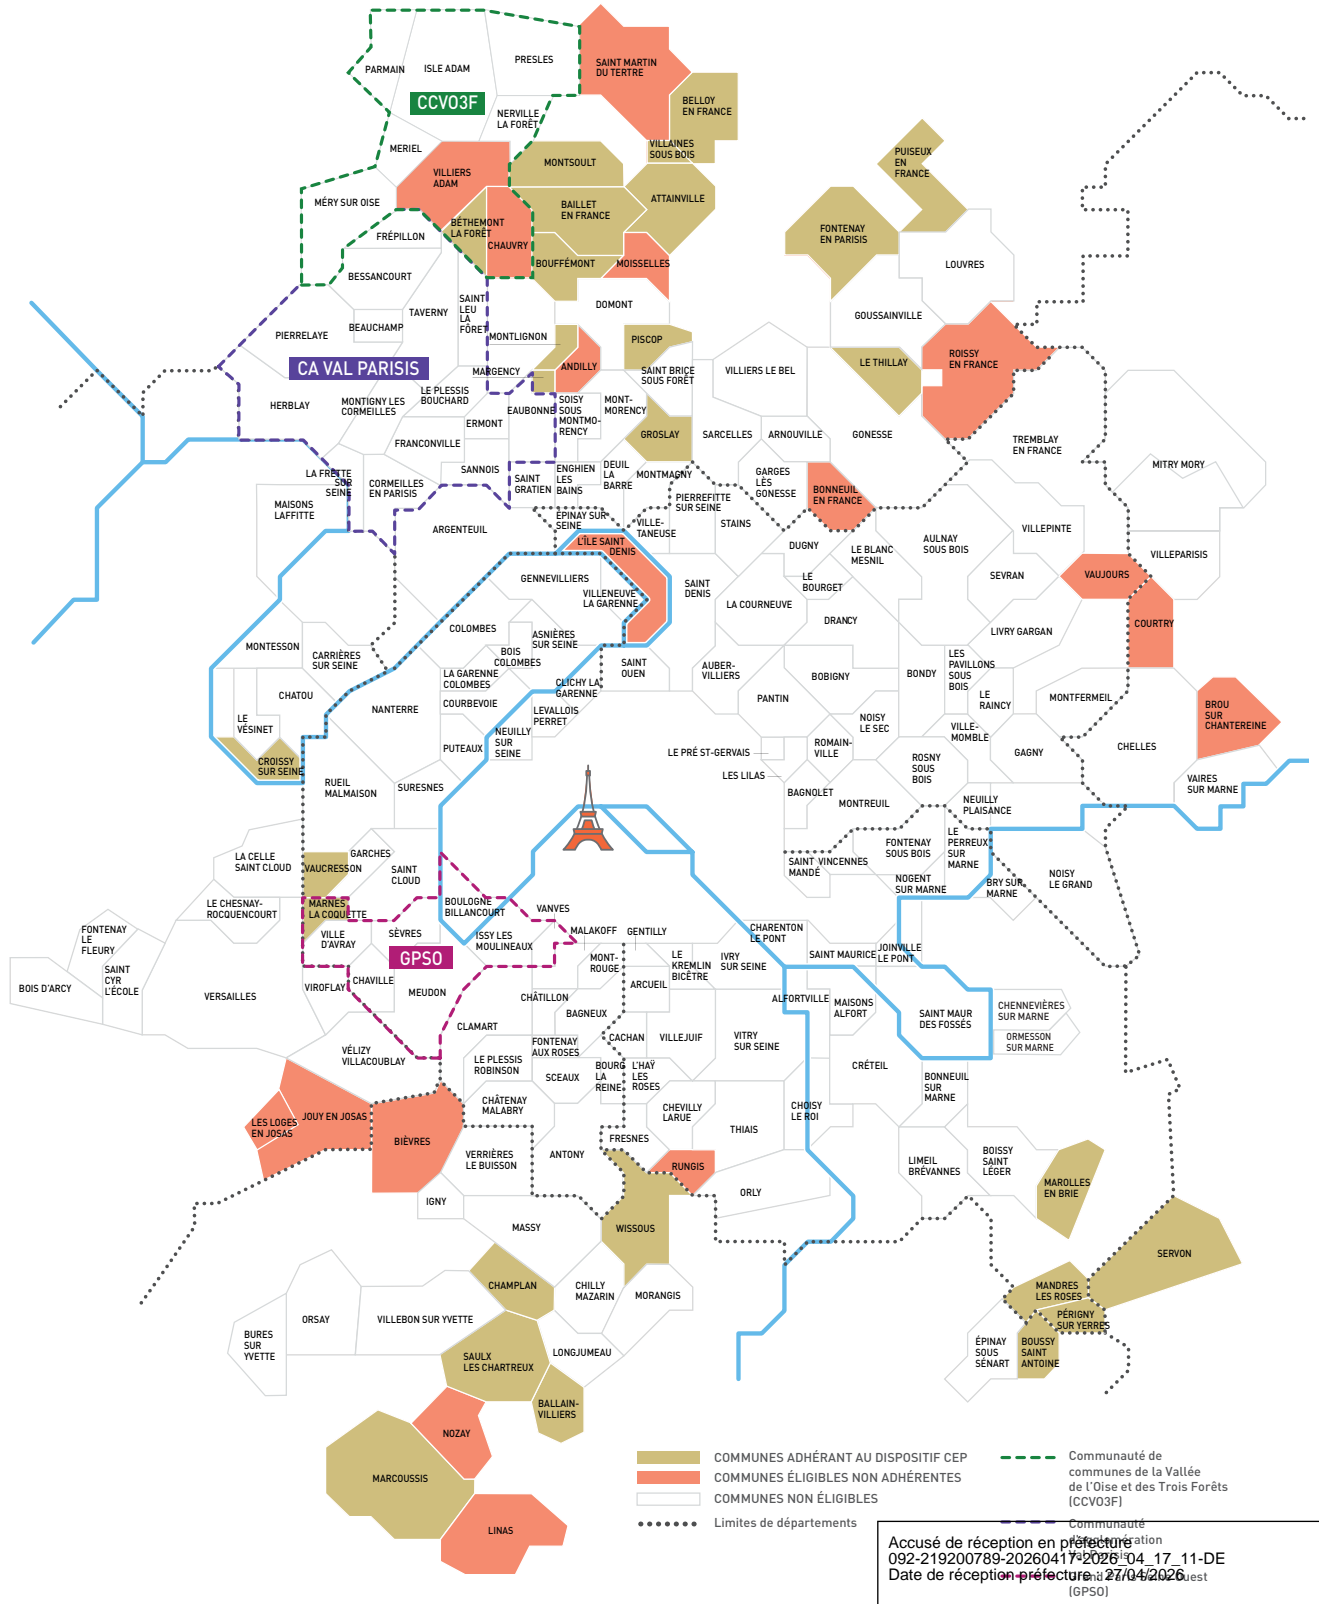 PARMAIN
ISLE ADAM
PRESLES
SAINT MARTIN
DU TERTRE
CCVO3F
BELLOY
EN FRANCE
NERVILLE
LA FORÊT
MERIEL
VILLAINES
SOUS BOIS
MONTSOULT
PUISEUX
EN
FRANCE
VILLIERS
ADAM
MÉRY SUR OISE
BAILLET
EN FRANCE
ATTAINVILLE
BÉTHEMONT
LA FORÊT
CHAUVRY
FRÉPILLON
FONTENAY
EN PARISIS
BESSANCOURT
BOUFFÉMONT
MOISSELLES
LOUVRES
TAVERNY
SAINT
LEU
LA
FÔRET
DOMONT
GOUSSAINVILLE
PIERRELAYE
BEAUCHAMP
MONTLIGNON
PISCOP
CA VAL PARISIS
MARGENCY
ANDILLY
SAINT BRICE
SOUS FORÊT
VILLIERS LE BEL
LE THILLAY
ROISSY
EN FRANCE
HERBLAY
MONTIGNY LES
CORMEILLES
LE PLESSIS
BOUCHARD
EAUBONNE
SOISY
SOUS
MONTMO-
RENCY
MONT-
MORENCY
ERMONT
FRANCONVILLE
GROSLAY
SARCELLES
ARNOUVILLE
GONESSE
TREMBLAY
EN FRANCE
MITRY MORY
LA FRETTE
SUR
SEINE
CORMEILLES
EN PARISIS
SANNOIS
SAINT
GRATIEN
ENGHIEN
LES
BAINS
DEUIL
LA
BARRE
MONTMAGNY
GARGES
LÈS
GONESSE
BONNEUIL
EN FRANCE
MAISONS
LAFFITTE
PIERREFITTE
SUR SEINE
ARGENTEUIL
ÉPINAY SUR
SEINE
VILLE-
TANEUSE
STAINS
L'ÎLE SAINT
DENIS
DUGNY
LE BLANC
MESNIL
AULNAY
SOUS BOIS
VILLEPINTE
VILLEPARISIS
GENNEVILLIERS
VILLENEUVE
LA GARENNE
SAINT
DENIS
LE
BOURGET
LA COURNEUVE
SEVRAN
VAUJOURS
COURTRY
COLOMBES
ASNIÈRES
SUR SEINE
BOIS
COLOMBES
DRANCY
LIVRY GARGAN
MONTESSON
CARRIÈRES
SUR SEINE
SAINT
OUEN
AUBER-
VILLIERS
BOBIGNY
BONDY
LES
PAVILLONS
SOUS
BOIS
LA GARENNE
COLOMBES
CLICHY LA
GARENNE
CHATOU
NANTERRE
COURBEVOIE
LEVALLOIS
PERRET
PANTIN
LE
RAINCY
MONTFERMEIL
BROU
SUR
CHANTEREINE
LE
VÉSINET
NOISY
LE SEC
VILLE-
MOMBLE
NEUILLY
SUR
SEINE
PUTEAUX
ROMAIN-
VILLE
LE PRÉ ST-GERVAIS
GAGNY
CHELLES
CROISSY
SUR SEINE
LES LILAS
ROSNY
SOUS
BOIS
RUEIL
MALMAISON
SURESNES
BAGNOLET
MONTREUIL
NEUILLY
PLAISANCE
VAIRES
SUR MARNE
LA CELLE
SAINT CLOUD
GARCHES
VAUCRESSON
SAINT
CLOUD
SAINT
MANDÉ
VINCENNES
FONTENAY
SOUS BOIS
LE
PERREUX
SUR
MARNE
NOGENT
SUR MARNE
BRY SUR
MARNE
NOISY
LE GRAND
LE CHESNAY-
ROCQUENCOURT
MARNES
LA COQUETTE
BOULOGNE
BILLANCOURT
VANVES
FONTENAY
LE
FLEURY
VILLE
D'AVRAY
SÈVRES
ISSY LES
MOULINEAUX
MALAKOFF
GENTILLY
CHARENTON
LE PONT
JOINVILLE
LE PONT
GPSO
MONT-
ROUGE
LE
KREMLIN
BICÊTRE
IVRY
SUR SEINE
SAINT MAURICE
SAINT
CYR
L'ÉCOLE
BOIS D'ARCY
VERSAILLES
VIROFLAY
CHAVILLE
MEUDON
CHÂTILLON
ARCUEIL
ALFORTVILLE
MAISONS
ALFORT
SAINT MAUR
DES FOSSÉS
CHENNEVIÈRES
SUR MARNE
BAGNEUX
CLAMART
ORMESSON
SUR MARNE
VÉLIZY
VILLACOUBLAY
FONTENAY
AUX ROSES
CACHAN
VILLEJUIF
VITRY
SUR SEINE
LE PLESSIS
ROBINSON
SCEAUX
BOURG
LA
REINE
L'HAŸ
LES
ROSES
CRÉTEIL
BONNEUIL
SUR
MARNE
CHÂTENAY
MALABRY
CHEVILLY
LARUE
CHOISY
LE ROI
LES LOGES
EN JOSAS
JOUY EN JOSAS
BIÈVRES
THIAIS
FRESNES
VERRIÈRES
LE BUISSON
ANTONY
RUNGIS
LIMEIL
BRÉVANNES
BOISSY
SAINT
LÉGER
MAROLLES
EN BRIE
ORLY
IGNY
MASSY
WISSOUS
SERVON
CHAMPLAN
CHILLY
MAZARIN
MORANGIS
MANDRES
LES ROSES
ORSAY
VILLEBON SUR YVETTE
PÉRIGNY
SUR YERRES
BURES
SUR
YVETTE
ÉPINAY
SOUS
SÉNART
BOUSSY
SAINT
ANTOINE
SAULX
LES CHARTREUX
LONGJUMEAU
BALLAIN-
VILLIERS
NOZAY
MARCOUSSIS
LINAS
COMMUNES ADHÉRANT AU DISPOSITIF CEP
COMMUNES ÉLIGIBLES NON ADHÉRENTES
COMMUNES NON ÉLIGIBLES
Limites de départements
Communauté de
communes de la Vallée
de l'Oise et des Trois Forêts
(CCVO3F)
Communauté
d'agglomération
Val Parisis
Grand Paris Seine Ouest
(GPSO)
Accusé de réception en préfecture
092-219200789-20260417-2026_04_17_11-DE
Date de réception préfecture : 27/04/2026